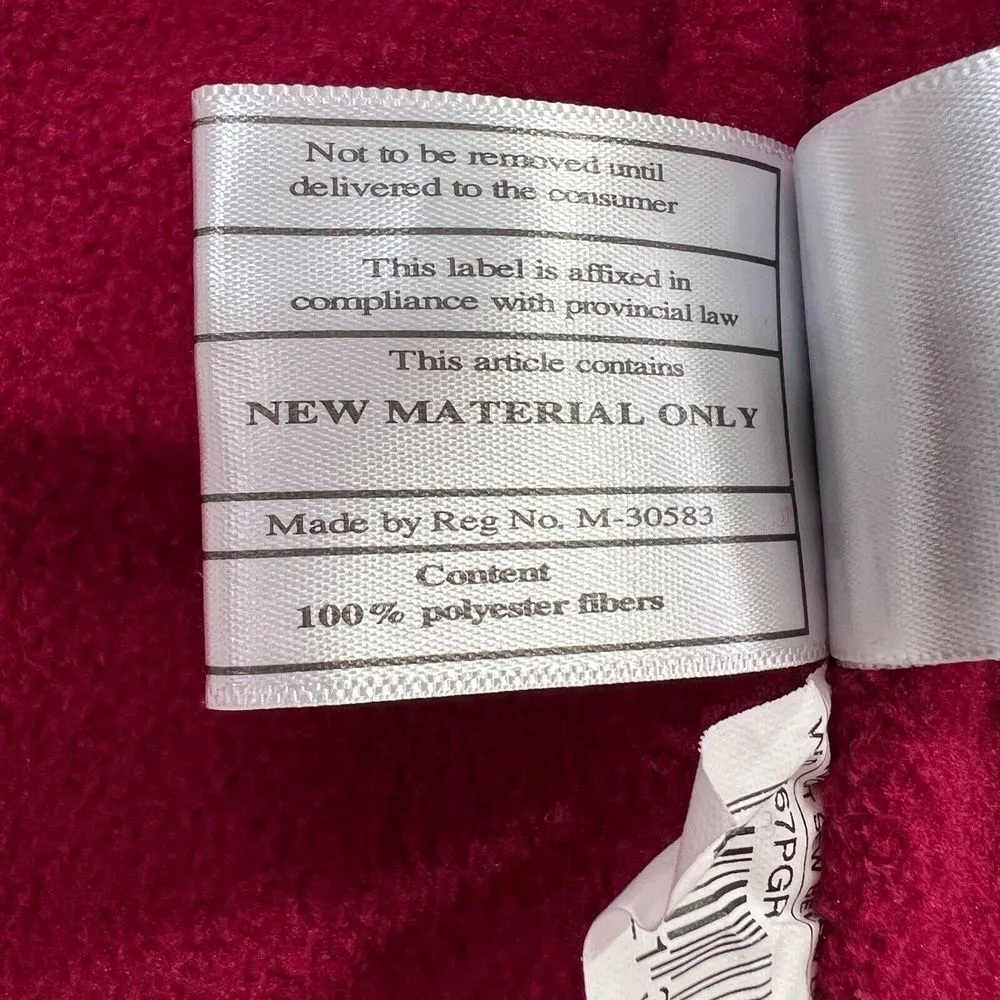 Not to be removed until
delivered to the consumer
This label is affixed in
compliance with provincial law
This article contains
NEW MATERIAL ONLY
Made by Reg No. M-30583
Content
100% polyester fibers
67PGR